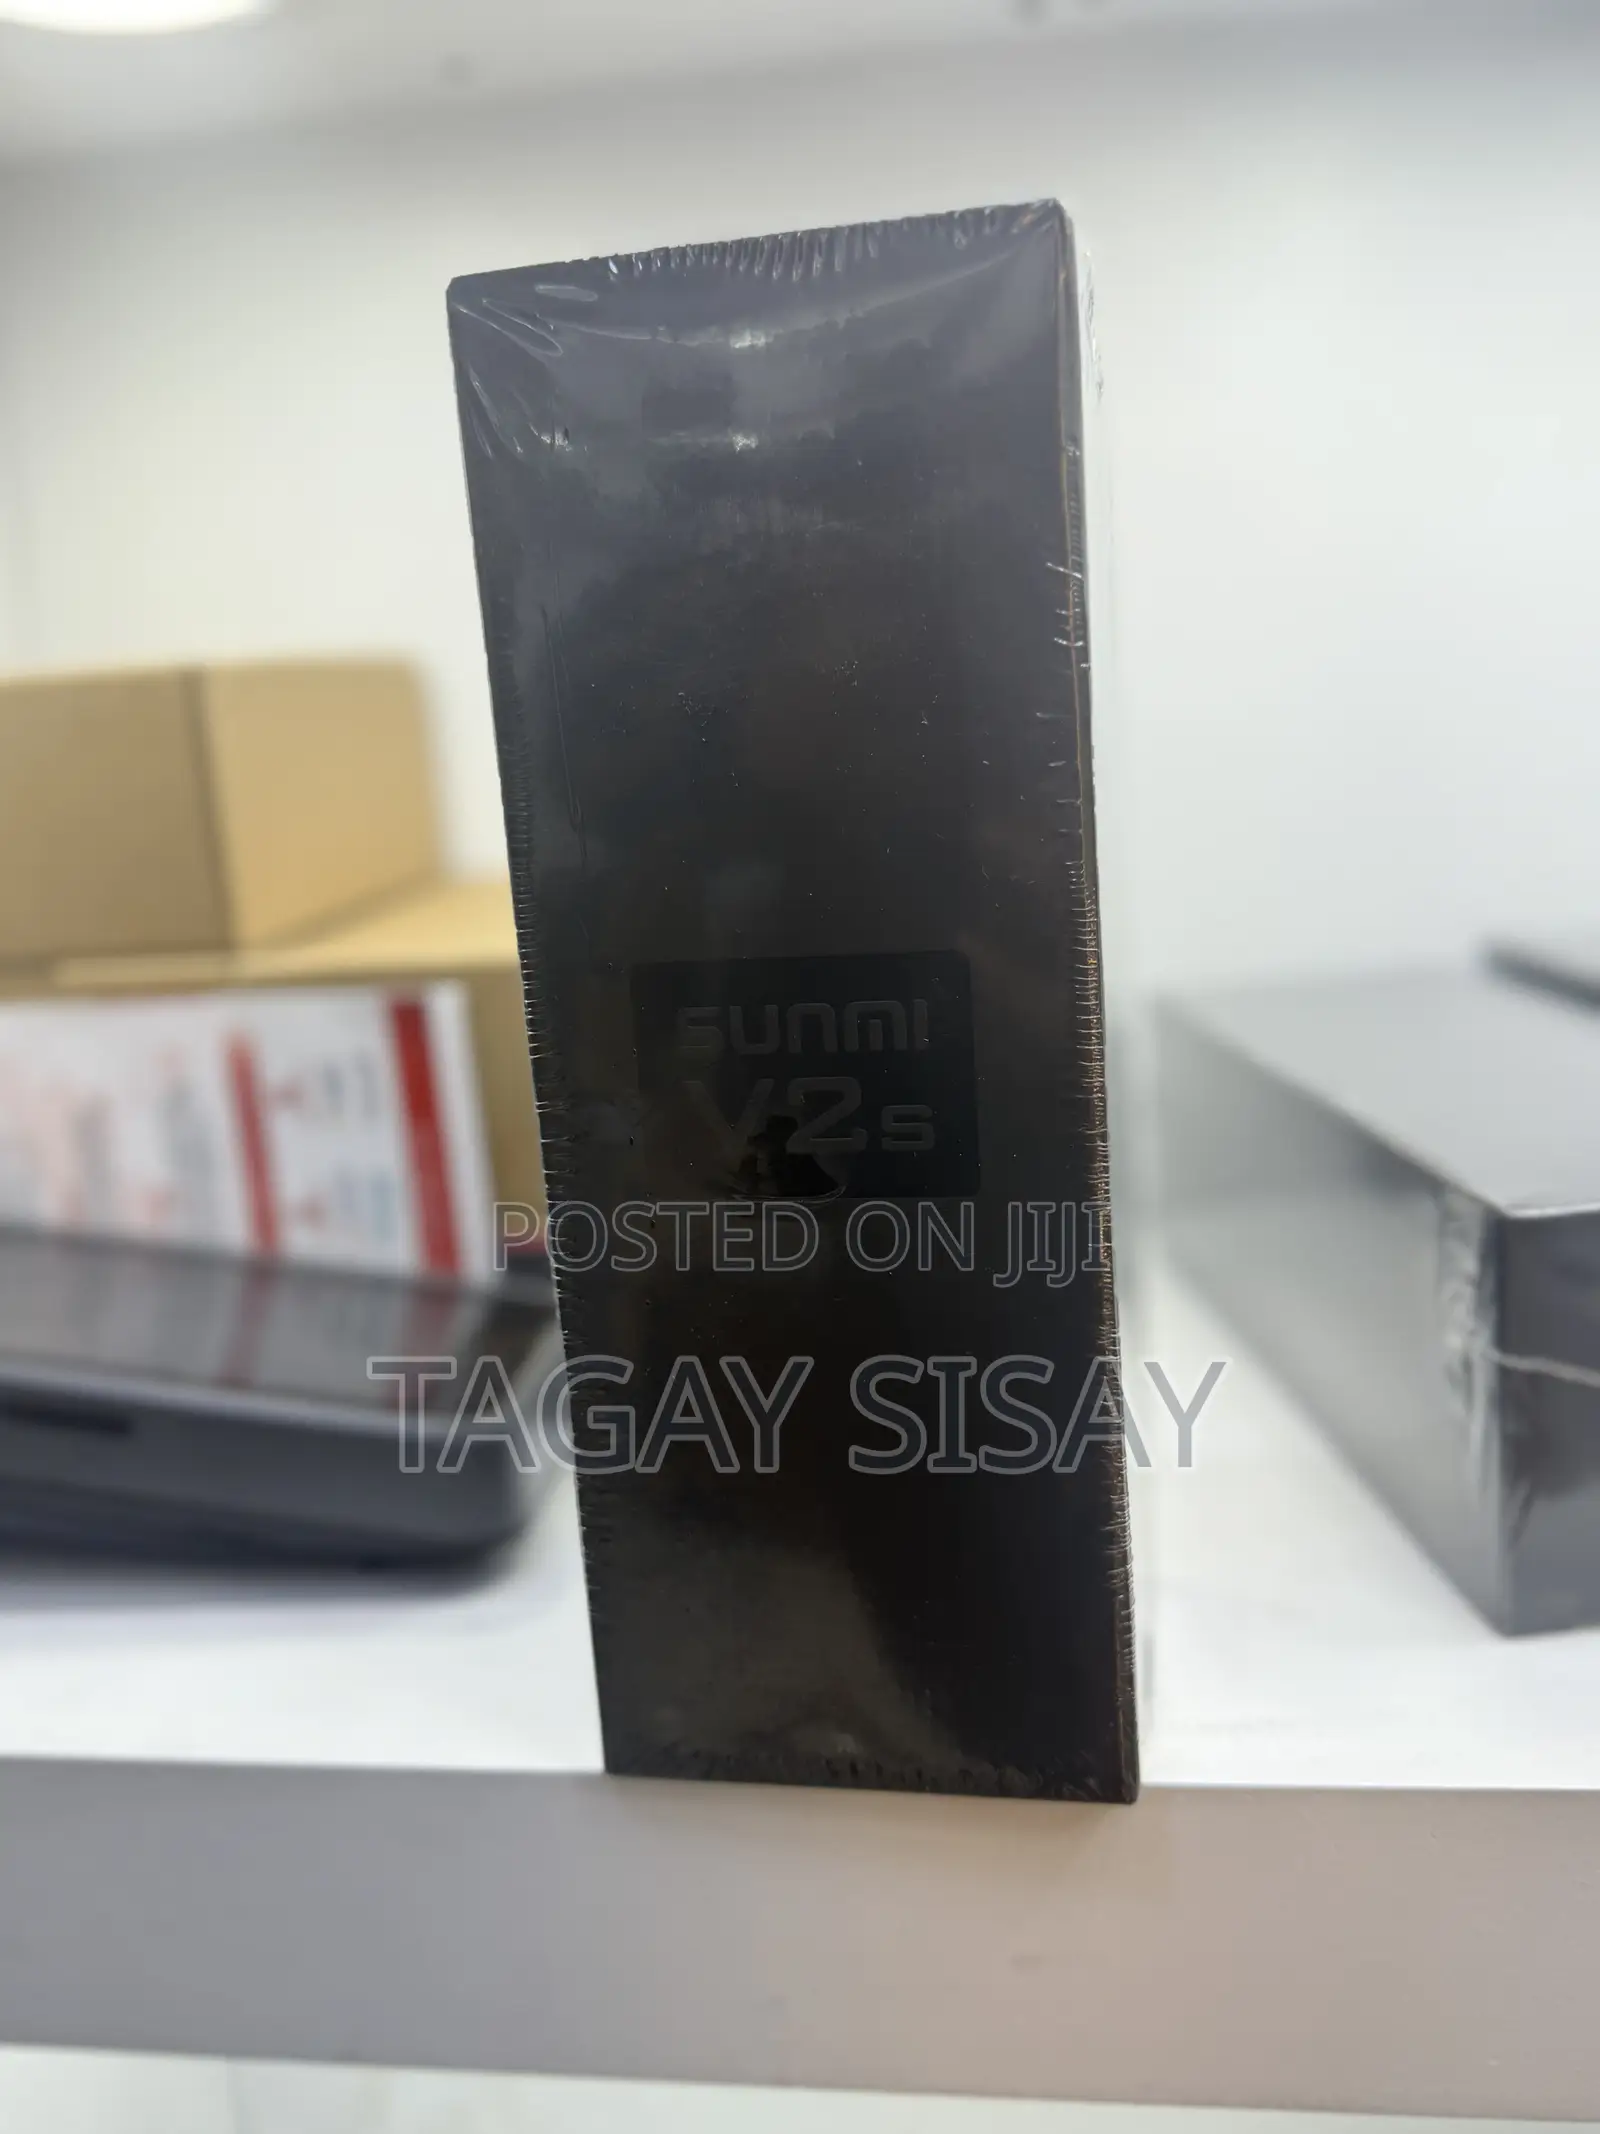 SUNMI
V2s
POSTED ON JIJI
TAGAY SISAY